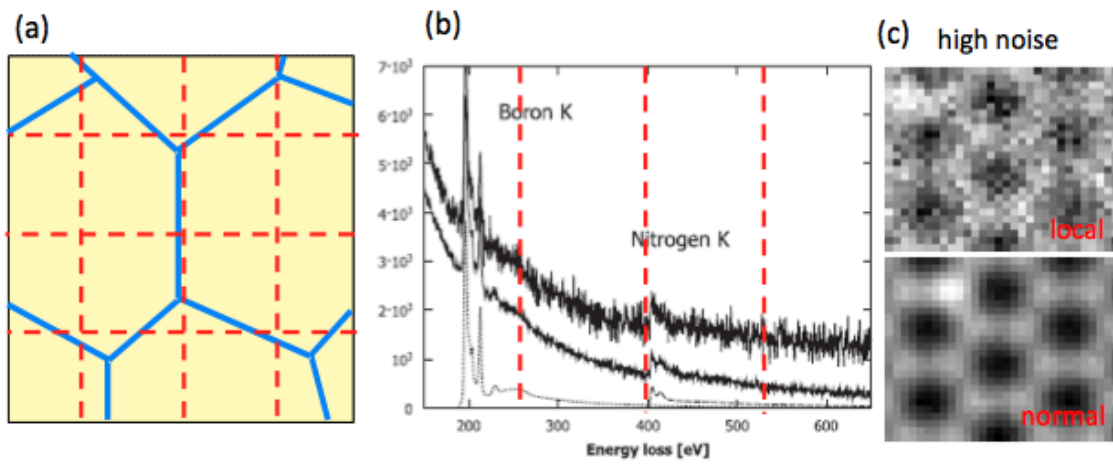 (a)
(b)
(c)
high noise
7·10³
6·10³
5·10³
4·10³
3·10³
2·10³
10³
0
Boron K
Nitrogen K
200
300
400
500
600
Energy loss [eV]
local
normal